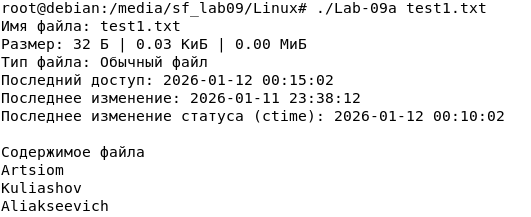 root@debian:/media/sf_lab09/Linux# ./Lab-09a test1.txt
Имя файла: test1.txt
Размер: 32 Б | 0.03 КиБ | 0.00 МиБ
Тип файла: Обычный файл
Последний доступ: 2026-01-12 00:15:02
Последнее изменение: 2026-01-11 23:38:12
Последнее изменение статуса (ctime): 2026-01-12 00:10:02

Содержимое файла
Artsiom
Kuliashov
Aliakseevich